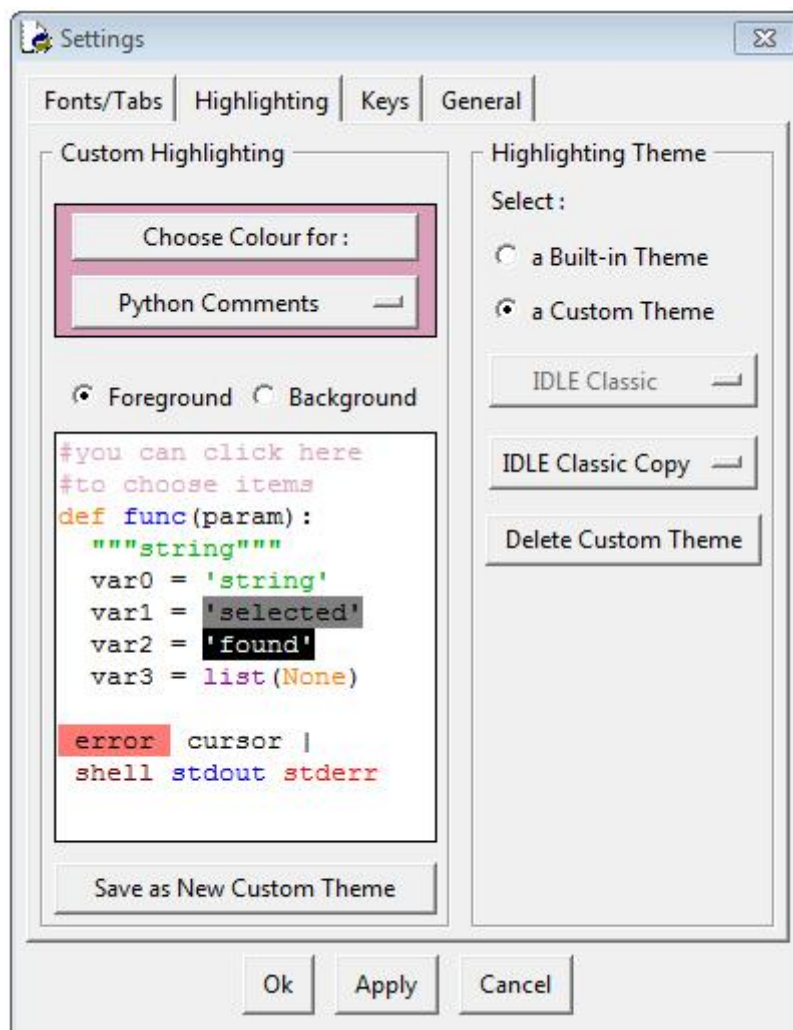 Settings
Fonts/Tabs Highlighting Keys General
Custom Highlighting
Choose Colour for :
Python Comments
Foreground Background
#you can click here
#to choose items
def func(param):
  """string"""
  var0 = 'string'
  var1 = 'selected'
  var2 = 'found'
  var3 = list(None)
 error  cursor |
 shell stdout stderr
Save as New Custom Theme
Highlighting Theme
Select :
a Built-in Theme
a Custom Theme
IDLE Classic
IDLE Classic Copy
Delete Custom Theme
Ok Apply Cancel